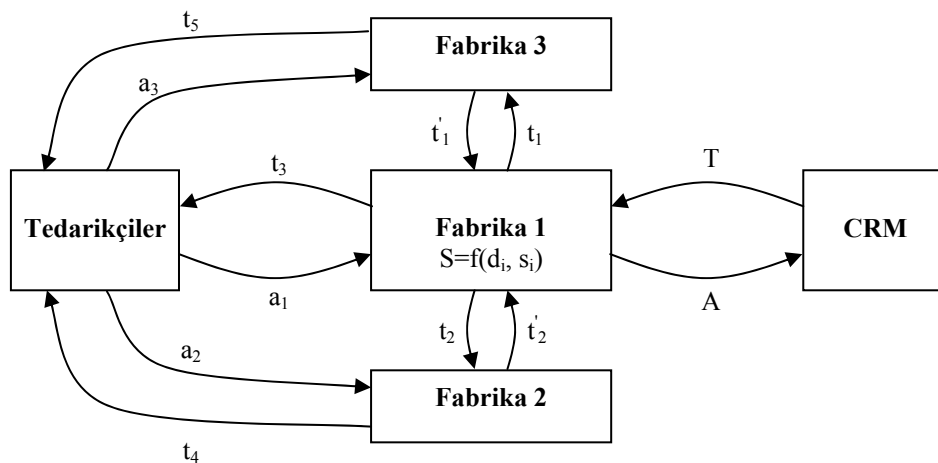 t₅
Fabrika 3
a₃
t'₁
t₁
t₃
T
Tedarikçiler
Fabrika 1
S=f(dᵢ, sᵢ)
CRM
a₁
A
t₂
t'₂
a₂
Fabrika 2
t₄